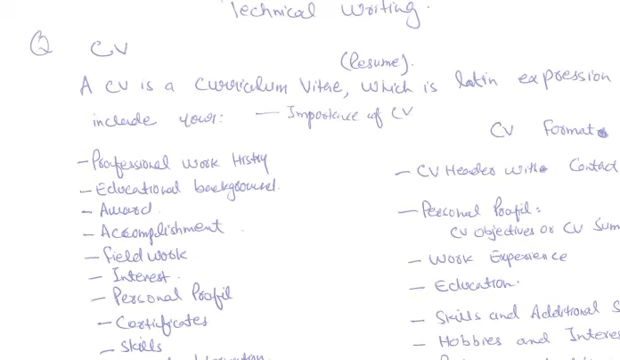 Technical Writing.
Q CV
(Resume).
A CV is a Curriculum Vitae, which is latin expression
include your: — Importance of CV
CV Format
- Professional Work Histry
- Educational background.
- Award
- Accomplishment
- Field work
- Interest.
- Personal Profil
- Certificates
- Skills
- CV Header with Contact
- Personal Profil:
CV Objectives or CV Sum
- Work Experience
- Education.
- Skills and Additional S
- Hobbies and Interes